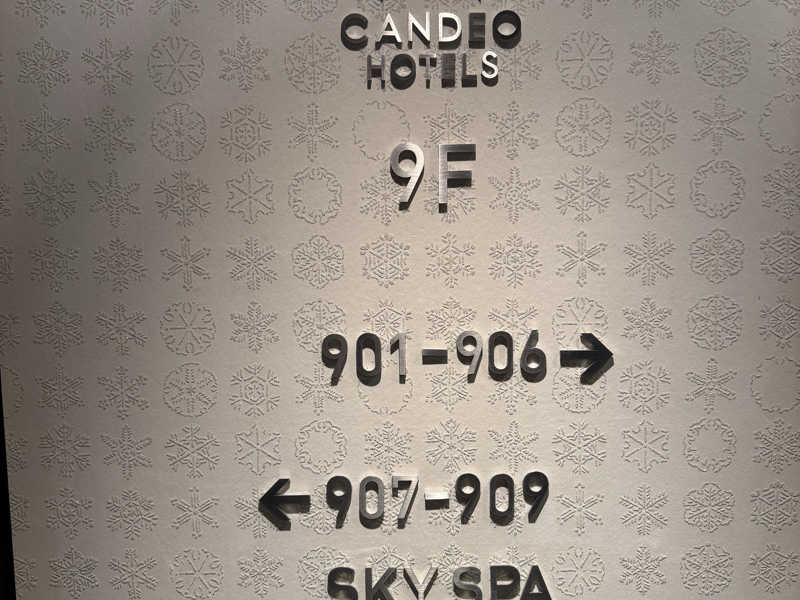 CANDEO
HOTELS
9F
901-906 →
← 907-909
SKY SPA